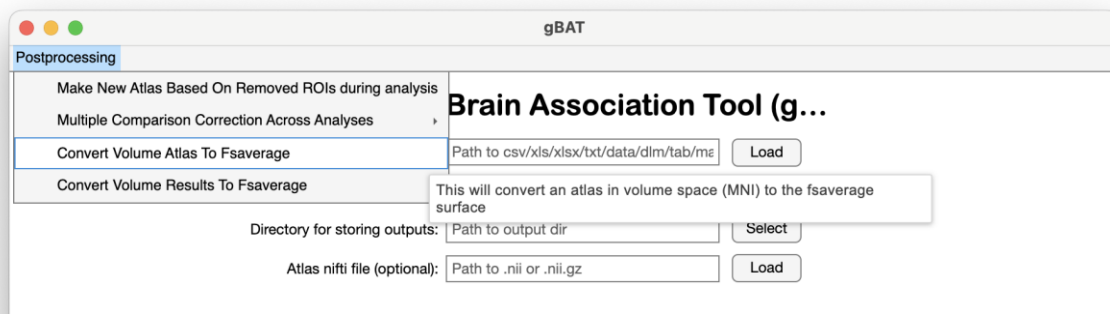 gBAT
Postprocessing
Make New Atlas Based On Removed ROIs during analysis
Multiple Comparison Correction Across Analyses
Convert Volume Atlas To Fsaverage
Convert Volume Results To Fsaverage
Brain Association Tool (g...
Path to csv/xls/xlsx/txt/data/dlm/tab/ma
Load
This will convert an atlas in volume space (MNI) to the fsaverage
surface
Directory for storing outputs: Path to output dir Select
Atlas nifti file (optional): Path to .nii or .nii.gz Load